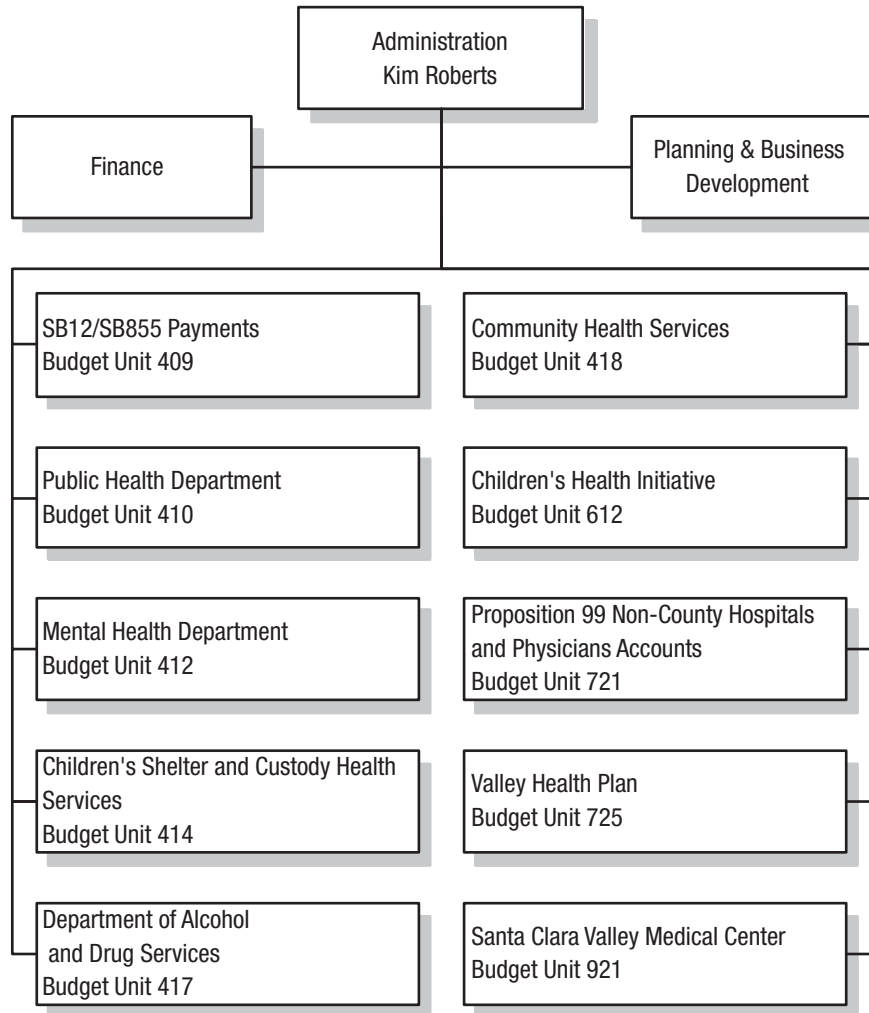 Administration
Kim Roberts
Finance
Planning & Business
Development
SB12/SB855 Payments
Budget Unit 409
Community Health Services
Budget Unit 418
Public Health Department
Budget Unit 410
Children's Health Initiative
Budget Unit 612
Mental Health Department
Budget Unit 412
Proposition 99 Non-County Hospitals
and Physicians Accounts
Budget Unit 721
Children's Shelter and Custody Health
Services
Budget Unit 414
Valley Health Plan
Budget Unit 725
Department of Alcohol
and Drug Services
Budget Unit 417
Santa Clara Valley Medical Center
Budget Unit 921